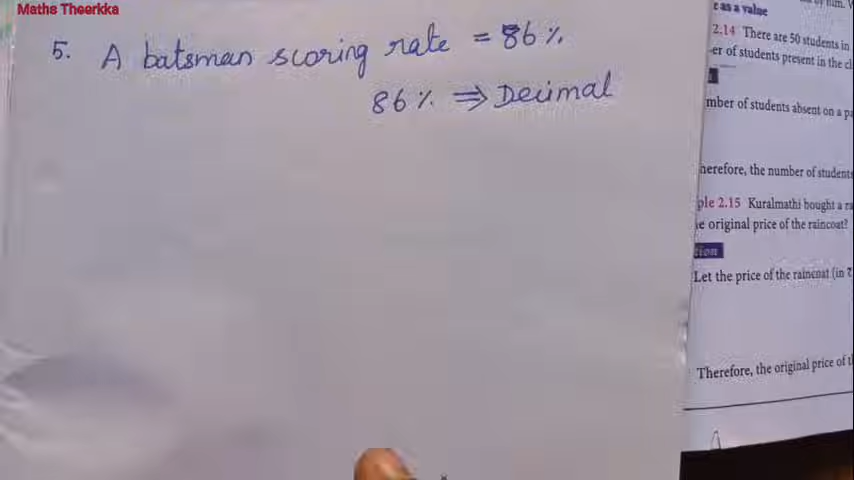 Maths Theerkka
5. A batsman scoring rate = 86%
86% ⇒ Decimal
as a value
2.14 There are 50 students in
er of students present in the cl
mber of students absent on a pa
herefore, the number of students
ple 2.15 Kuralmathi bought a ra
e original price of the raincoat?
tion
Let the price of the raincoat (in ₹
Therefore, the original price of t